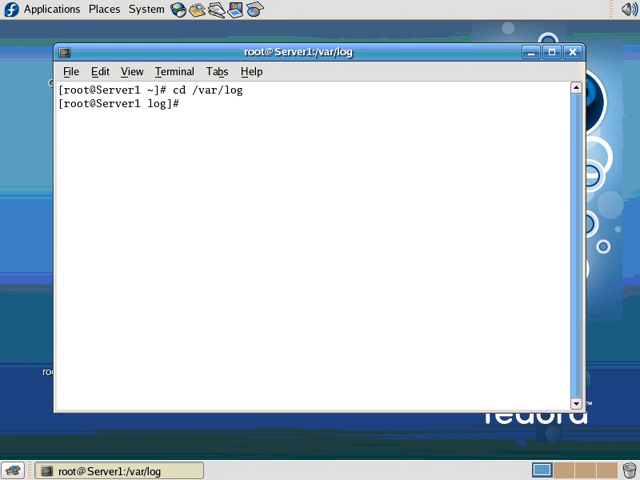 Applications Places System
root@Server1:/var/log
File Edit View Terminal Tabs Help
[root@Server1 ~]# cd /var/log
[root@Server1 log]#
fedora™
root@Server1:/var/log